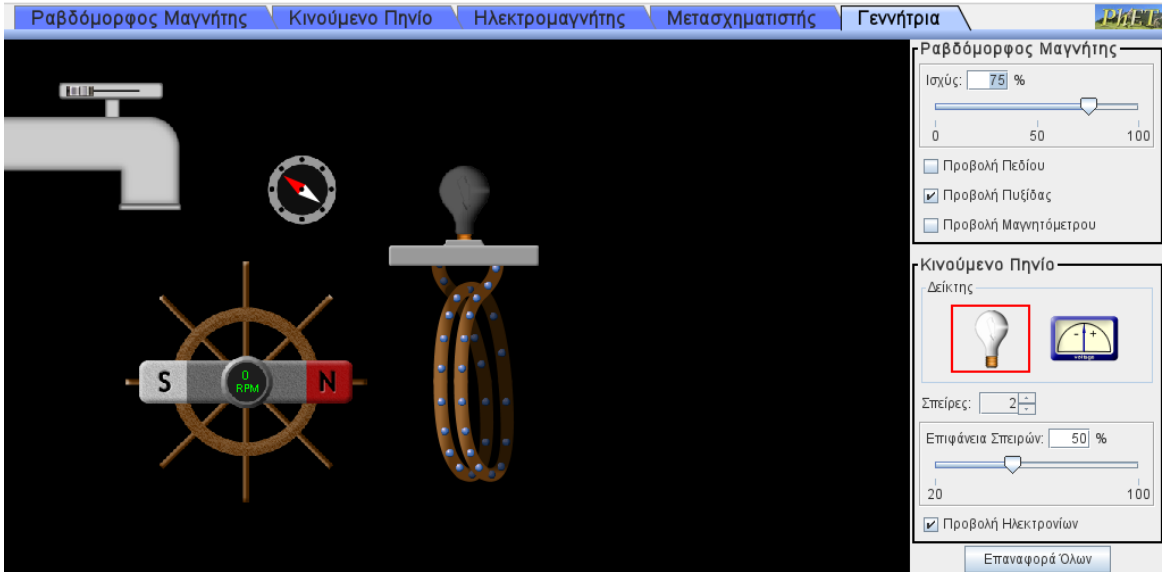 Ραβδόμορφος Μαγνήτης Κινούμενο Πηνίο Ηλεκτρομαγνήτης Μετασχηματιστής Γεννήτρια PhET
Ραβδόμορφος Μαγνήτης
Ισχύς: 75 %
0 50 100
Προβολή Πεδίου
Προβολή Πυξίδας
Προβολή Μαγνητόμετρου
Κινούμενο Πηνίο
Δείκτης
- +
voltage
Σπείρες: 2
Επιφάνεια Σπειρών: 50 %
20 100
Προβολή Ηλεκτρονίων
Επαναφορά Όλων
S 0 N
RPM